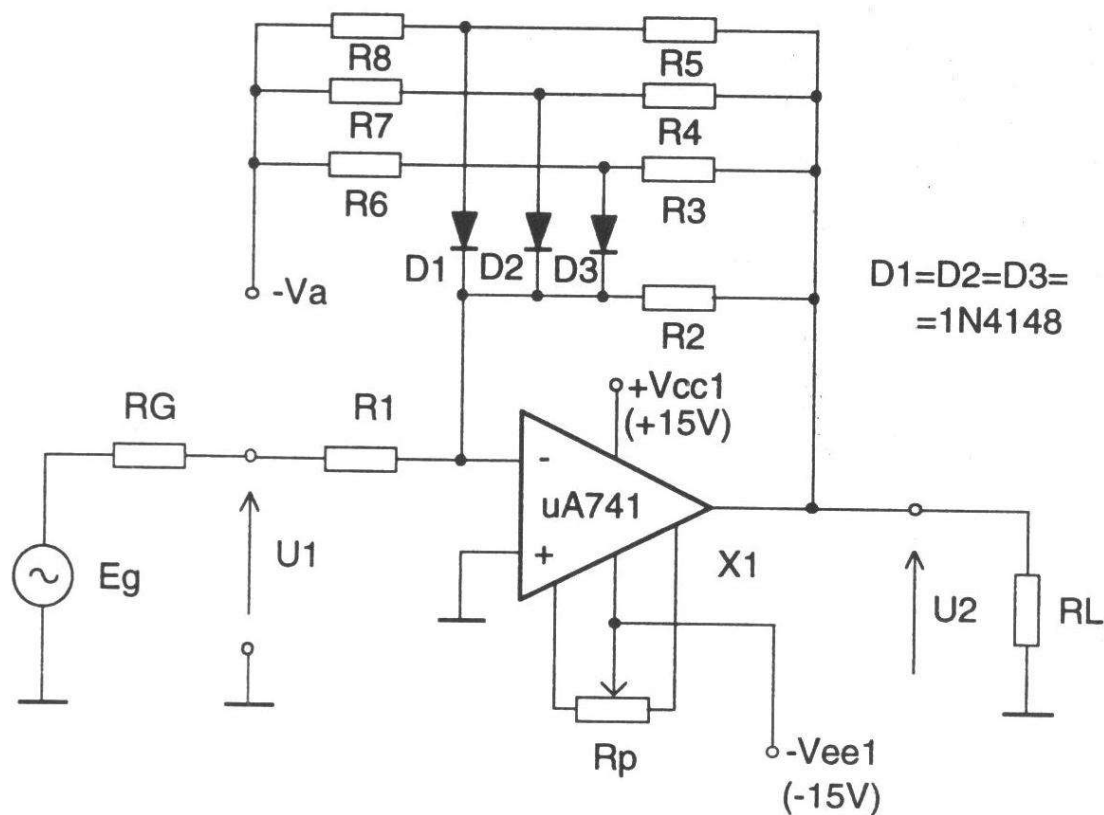 R8
R5
R7
R4
R6
R3
D1
D2
D3
-Va
R2
D1=D2=D3=
=1N4148
RG
R1
+Vcc1
(+15V)
-
uA741
+
Eg
U1
X1
U2
RL
Rp
-Vee1
(-15V)